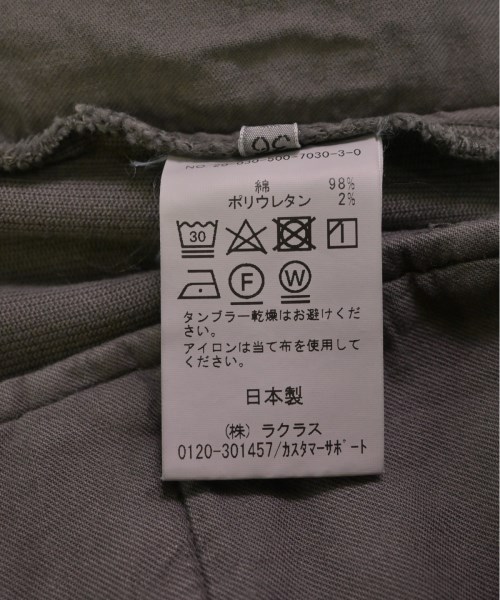 綿 98%
ポリウレタン 2%
30
F W
タンブラー乾燥はお避けくだ
さい。
アイロンは当て布を使用して
ください。
日本製
(株) ラクラス
0120-301457/ｶｽﾀﾏｰｻﾎﾟｰﾄ